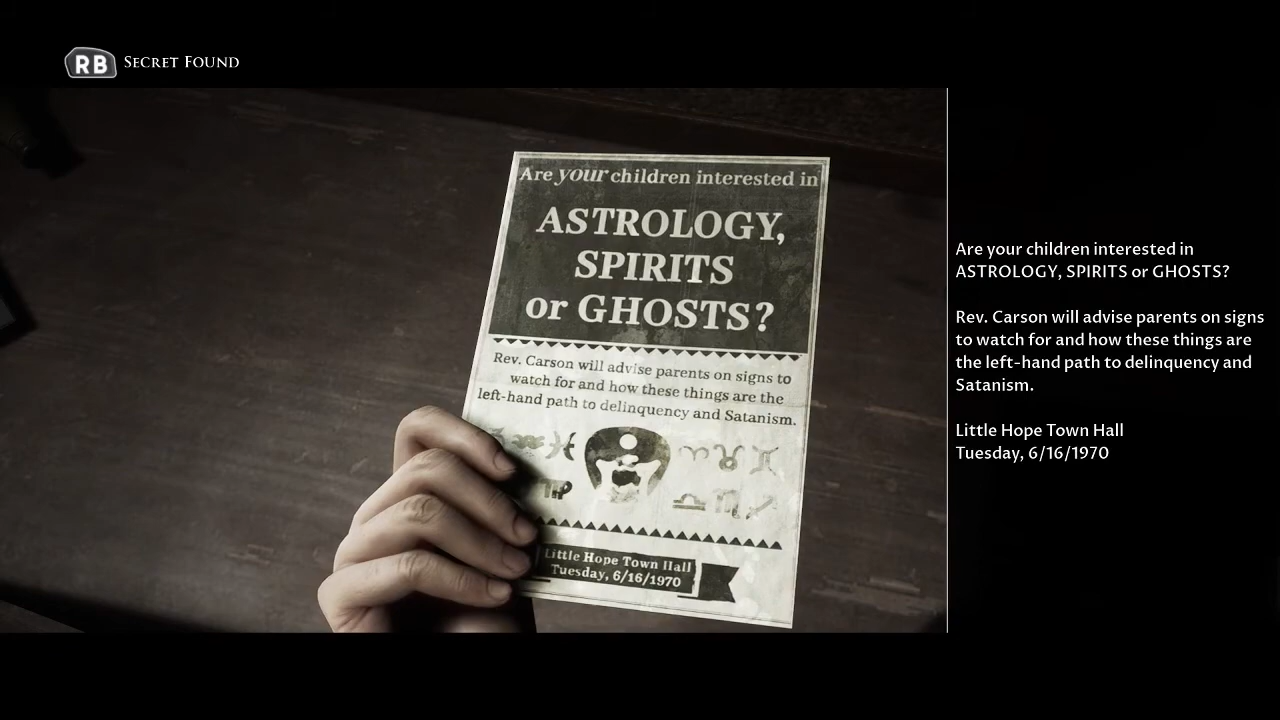 RB SECRET FOUND
Are your children interested in
ASTROLOGY,
SPIRITS
or GHOSTS?
Rev. Carson will advise parents on signs to
watch for and how these things are the
left-hand path to delinquency and Satanism.
Little Hope Town Hall
Tuesday, 6/16/1970
Are your children interested in
ASTROLOGY, SPIRITS or GHOSTS?
Rev. Carson will advise parents on signs
to watch for and how these things are
the left-hand path to delinquency and
Satanism.
Little Hope Town Hall
Tuesday, 6/16/1970